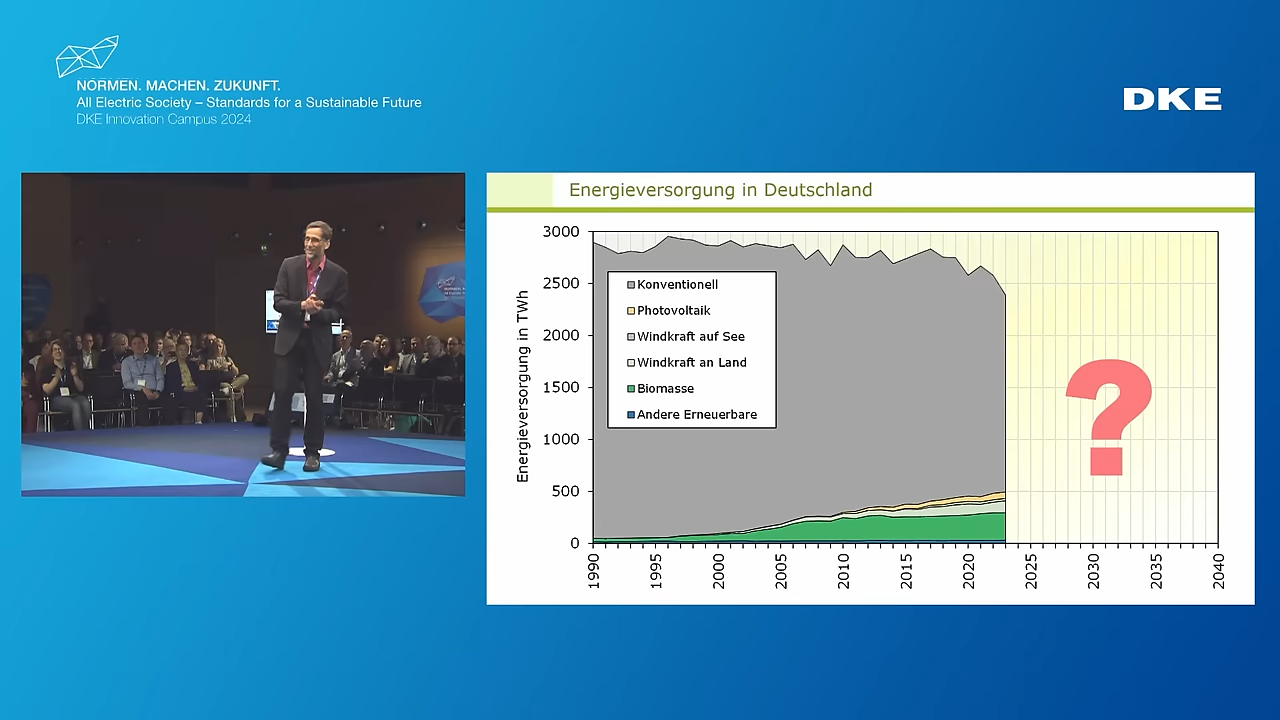 NORMEN. MACHEN. ZUKUNFT.
All Electric Society – Standards for a Sustainable Future
DKE Innovation Campus 2024
DKE
Energieversorgung in Deutschland
Energieversorgung in TWh
3000
2500
2000
1500
1000
500
0
Konventionell
Photovoltaik
Windkraft auf See
Windkraft an Land
Biomasse
Andere Erneuerbare
?
1990
1995
2000
2005
2010
2015
2020
2025
2030
2035
2040